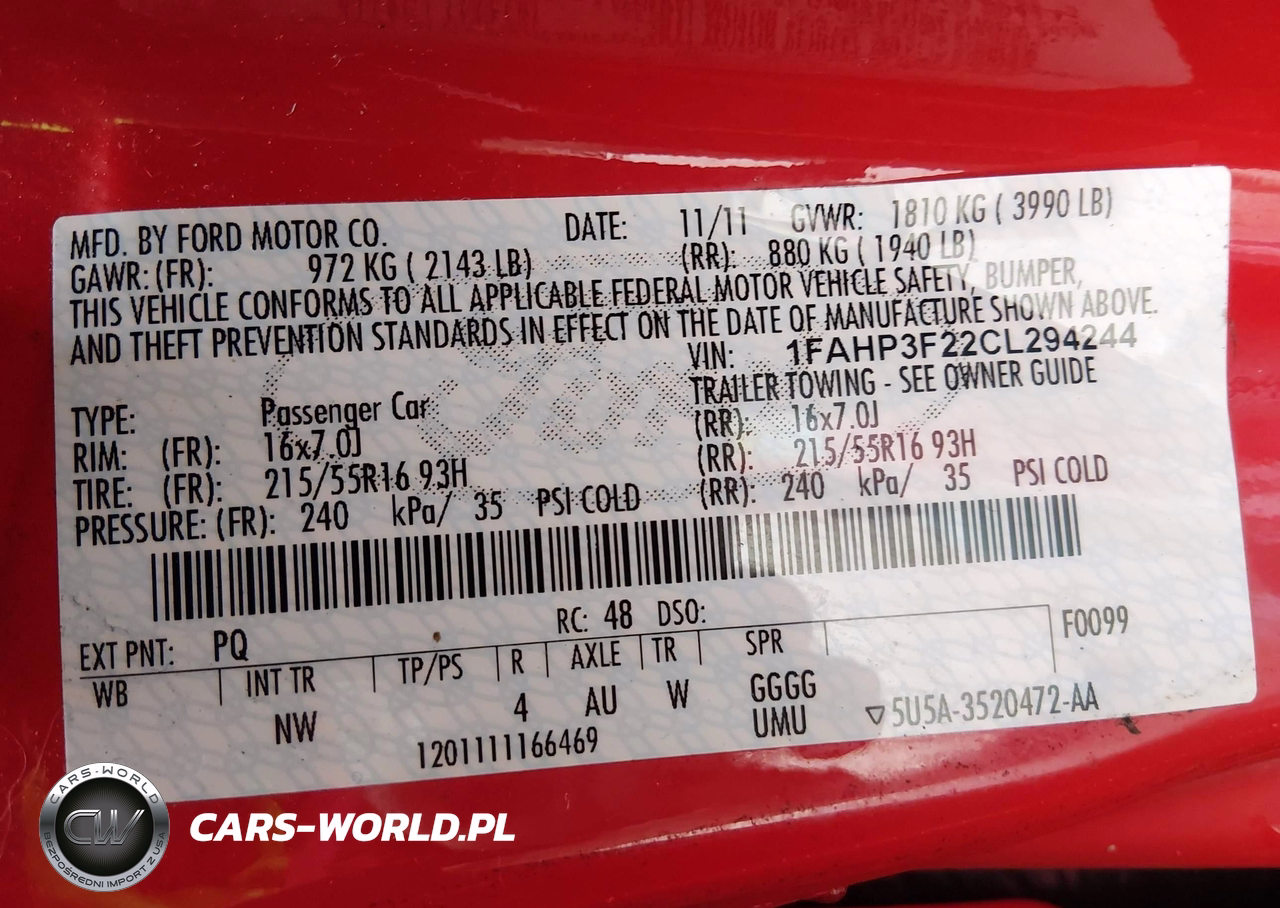 MFD. BY FORD MOTOR CO. DATE: 11/11 GVWR: 1810 KG ( 3990 LB)
GAWR: (FR): 972 KG ( 2143 LB) (RR): 880 KG ( 1940 LB)
THIS VEHICLE CONFORMS TO ALL APPLICABLE FEDERAL MOTOR VEHICLE SAFETY, BUMPER,
AND THEFT PREVENTION STANDARDS IN EFFECT ON THE DATE OF MANUFACTURE SHOWN ABOVE.
VIN: 1FAHP3F22CL294244
TRAILER TOWING - SEE OWNER GUIDE
TYPE: Passenger Car
RIM: (FR): 16x7.0J (RR): 16x7.0J
TIRE: (FR): 215/55R16 93H (RR): 215/55R16 93H
PRESSURE: (FR): 240 kPa/ 35 PSI COLD (RR): 240 kPa/ 35 PSI COLD
RC: 48 DSO:
EXT PNT: PQ F0099
WB INT TR TP/PS R AXLE TR SPR
NW 4 AU W GGGG
UMU
1201111166469 5U5A-3520472-AA
CARS-WORLD
CW
BEZPOŚREDNI IMPORT Z USA
CARS-WORLD.PL